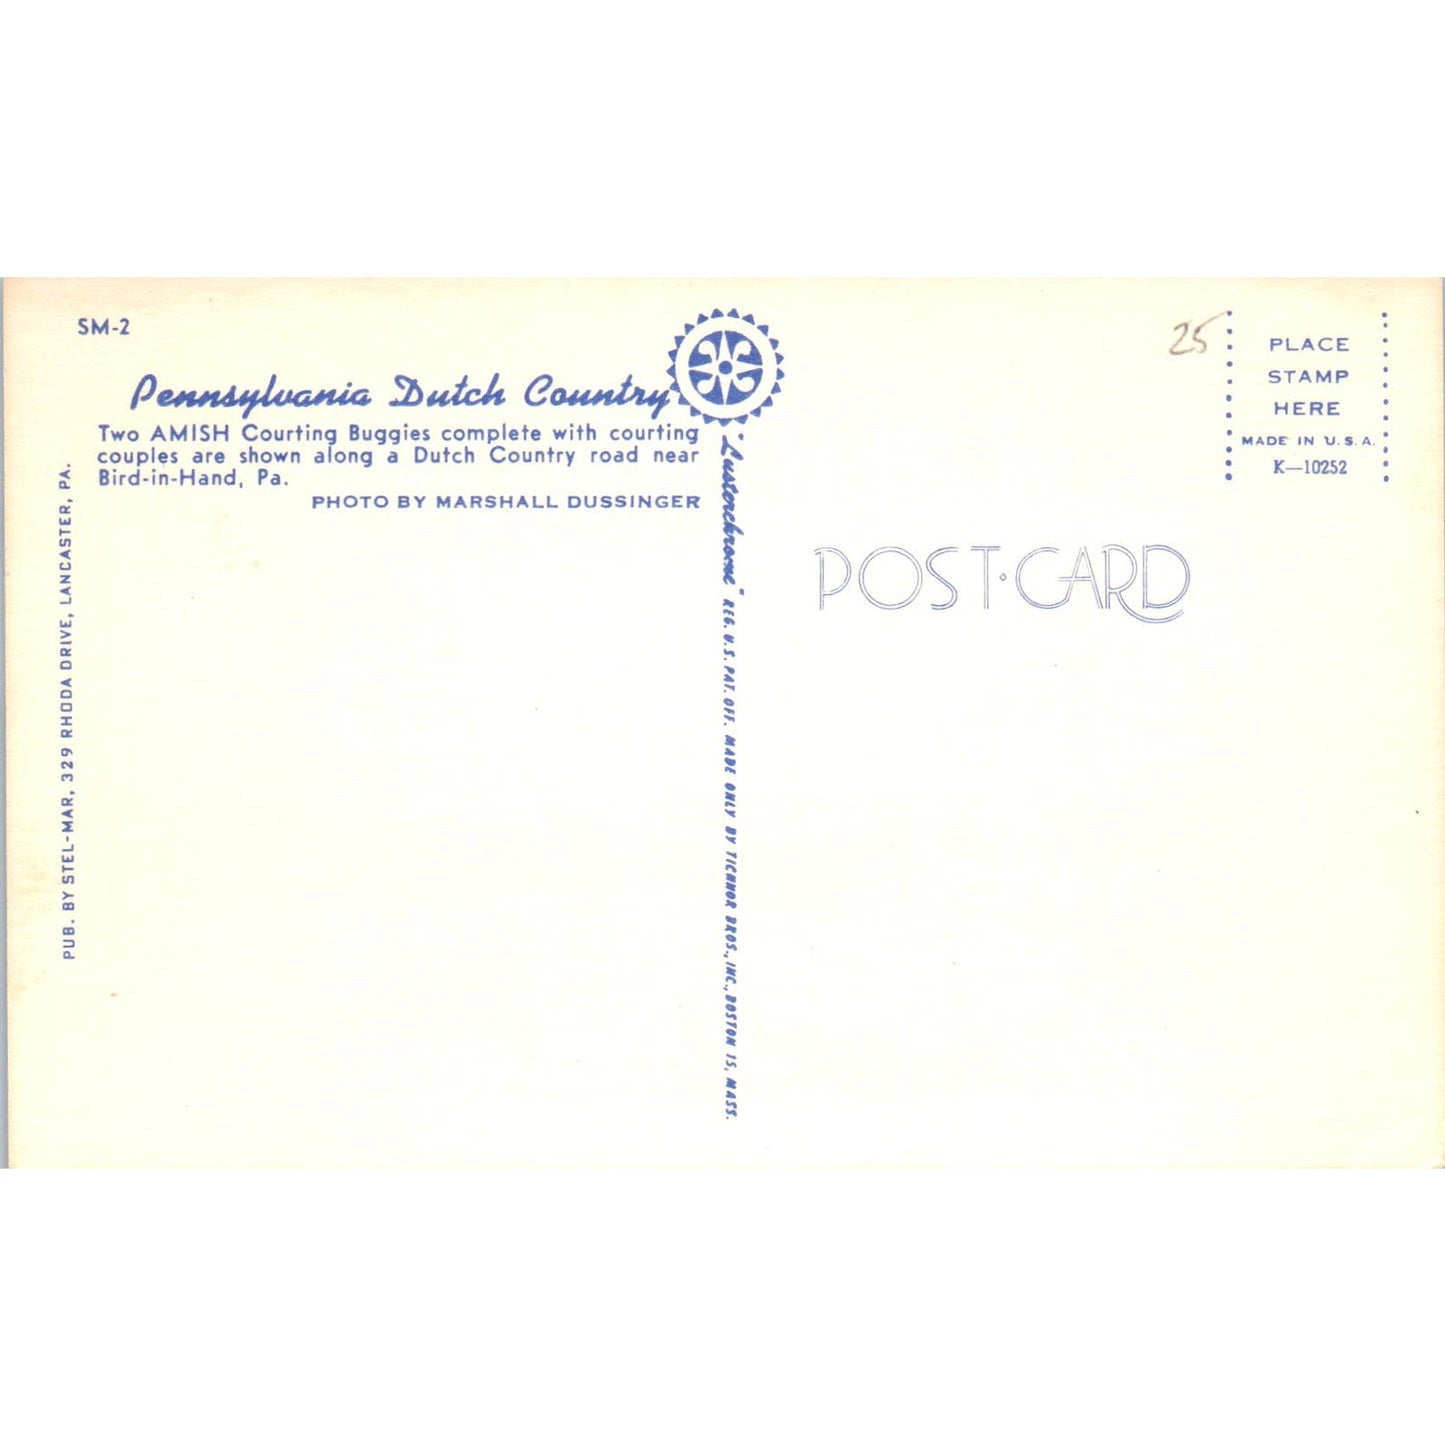 SM-2
Pennsylvania Dutch Country
Two AMISH Courting Buggies complete with courting
couples are shown along a Dutch Country road near
Bird-in-Hand, Pa.
PHOTO BY MARSHALL DUSSINGER
PUB. BY STEL-MAR, 329 RHODA DRIVE, LANCASTER, PA.
"Lusterchrome" REG. U.S. PAT. OFF. MADE ONLY BY TICHNOR BROS., INC., BOSTON 15, MASS.
25
PLACE
STAMP
HERE
MADE IN U.S.A.
K—10252
POST·CARD